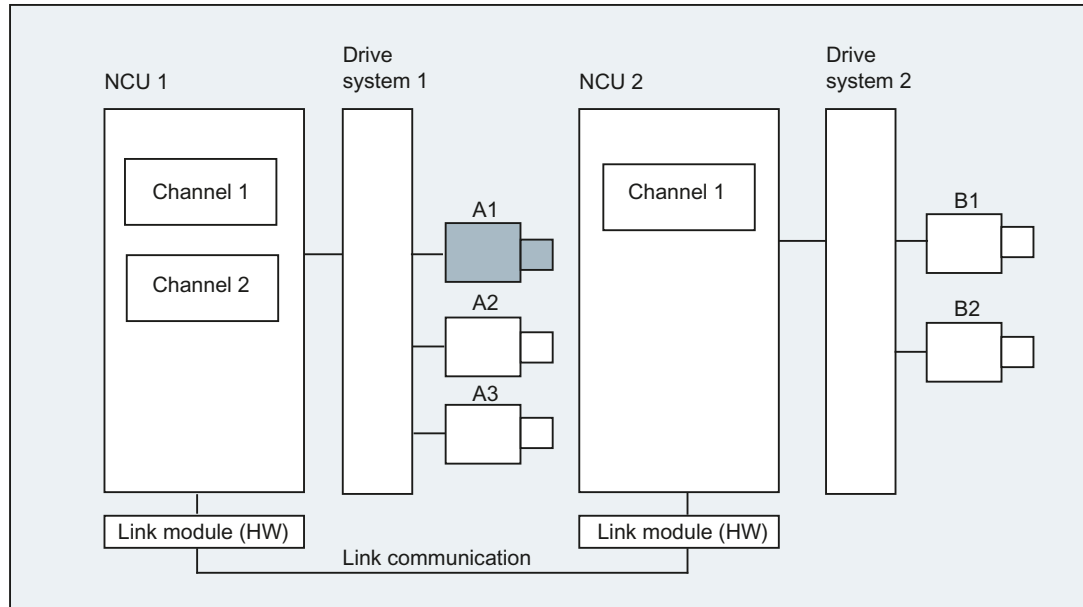 NCU 1
Drive
system 1
NCU 2
Drive
system 2
Channel 1
Channel 2
A1
A2
A3
Channel 1
B1
B2
Link module (HW)
Link communication
Link module (HW)